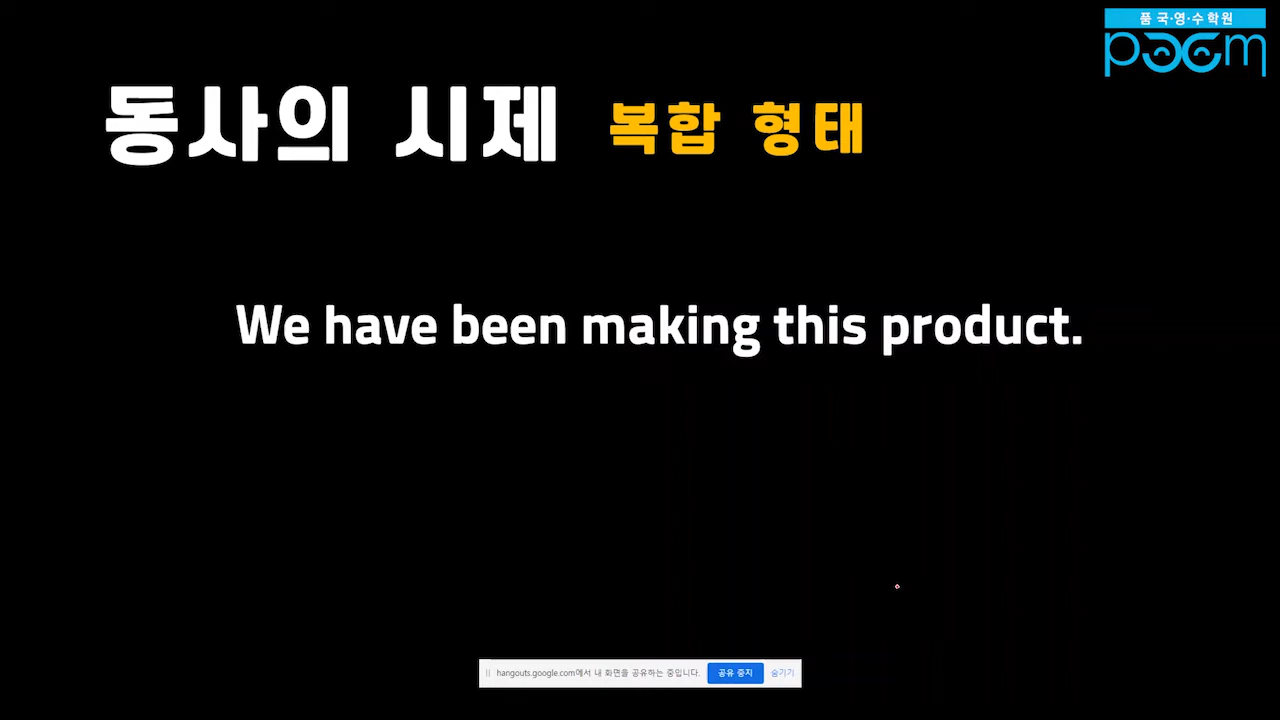 품 국·영·수 학원
poem
동사의 시제 복합 형태
We have been making this product.
hangouts.google.com에서 내 화면을 공유하는 중입니다. 공유 중지 숨기기